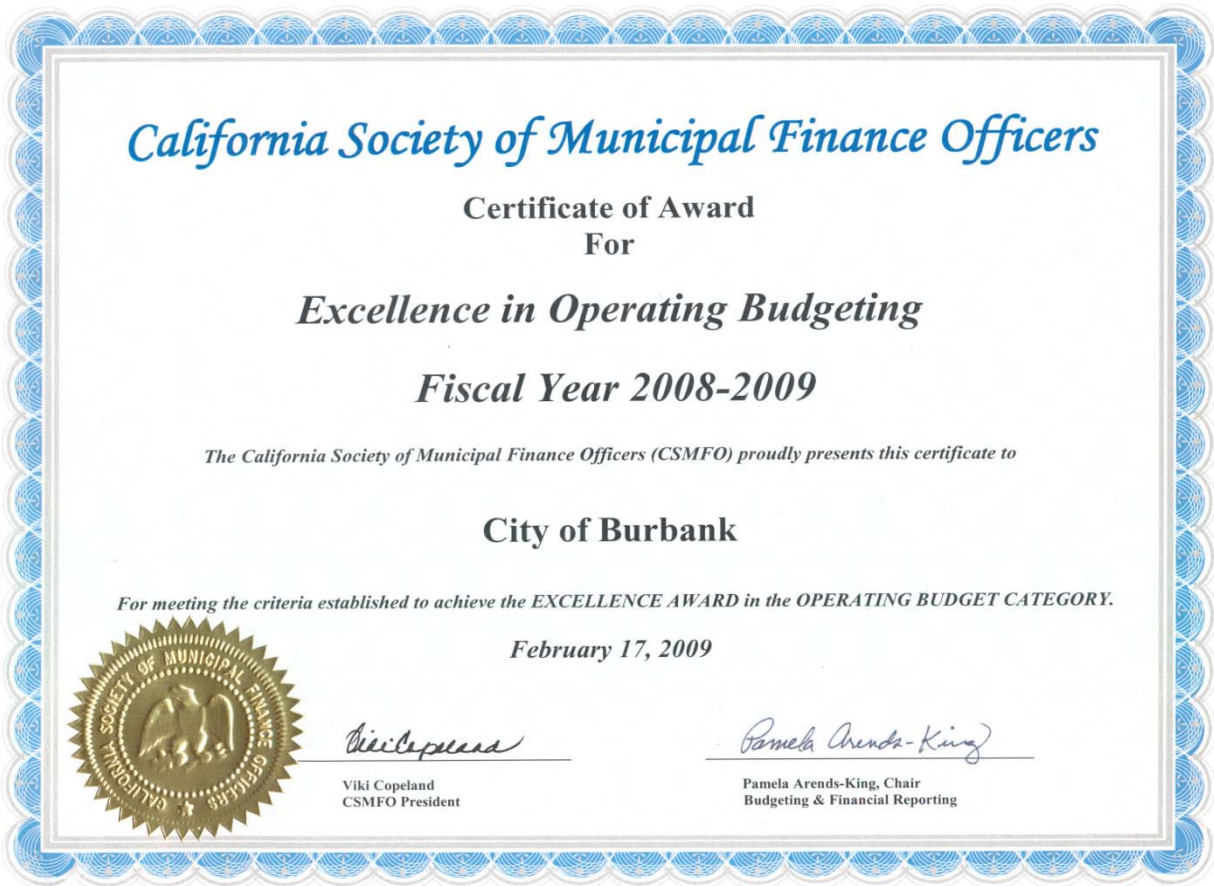 California Society of Municipal Finance Officers
Certificate of Award
For
Excellence in Operating Budgeting
Fiscal Year 2008-2009
The California Society of Municipal Finance Officers (CSMFO) proudly presents this certificate to
City of Burbank
For meeting the criteria established to achieve the EXCELLENCE AWARD in the OPERATING BUDGET CATEGORY.
February 17, 2009
CALIFORNIA SOCIETY OF MUNICIPAL FINANCE OFFICERS
Viki Copeland
Pamela Arends-King
Viki Copeland
CSMFO President
Pamela Arends-King, Chair
Budgeting & Financial Reporting